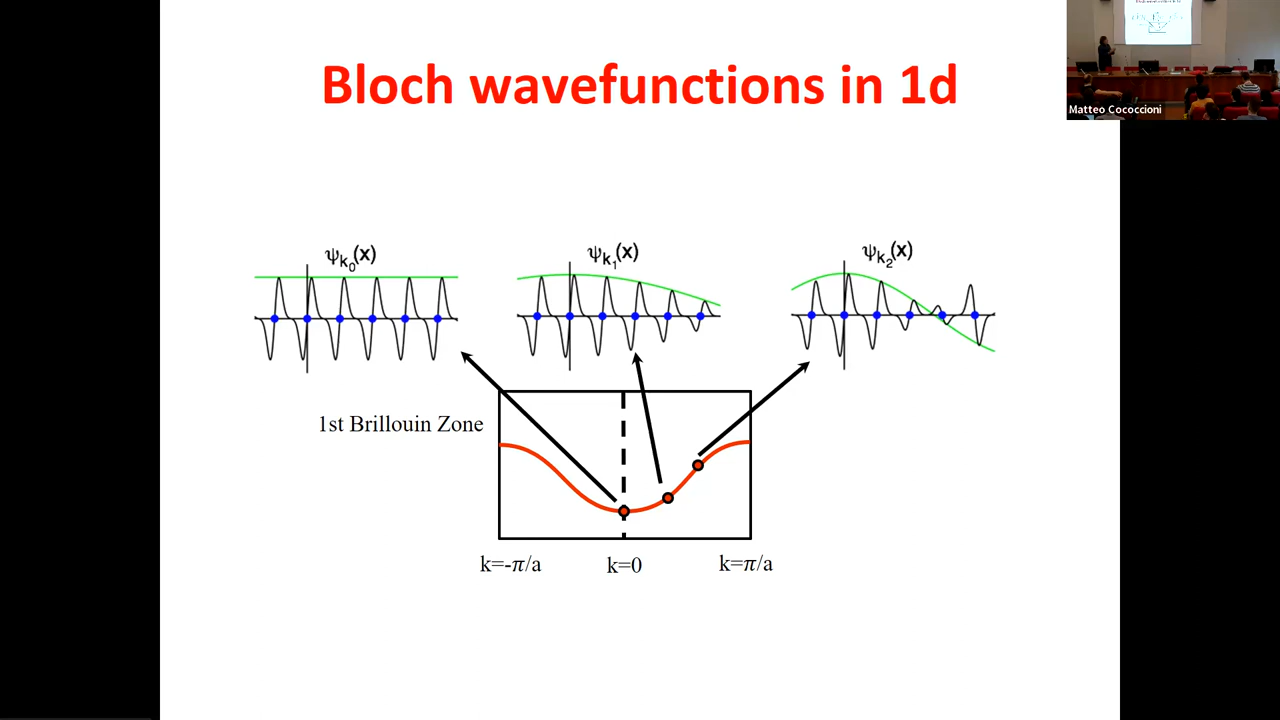 Bloch wavefunctions in 1d
Matteo Cococcioni
ψk₀(x)
ψk₁(x)
ψk₂(x)
1st Brillouin Zone
k=-π/a
k=0
k=π/a